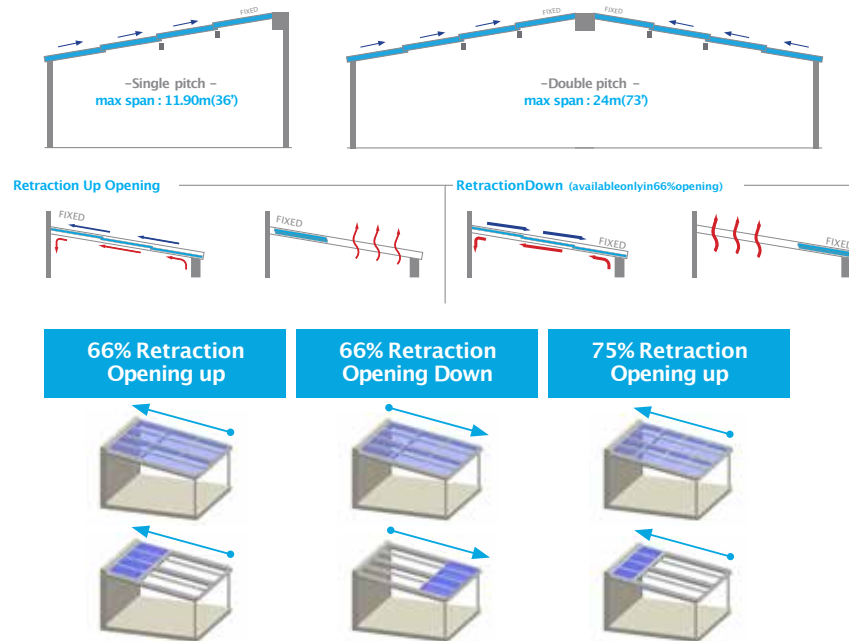 FIXED
FIXED
FIXED
–Single pitch –
max span : 11.90m(36')
–Double pitch –
max span : 24m(73')
Retraction Up Opening
RetractionDown (availableonlyin66%opening)
FIXED
FIXED
FIXED
FIXED
66% Retraction
Opening up
66% Retraction
Opening Down
75% Retraction
Opening up